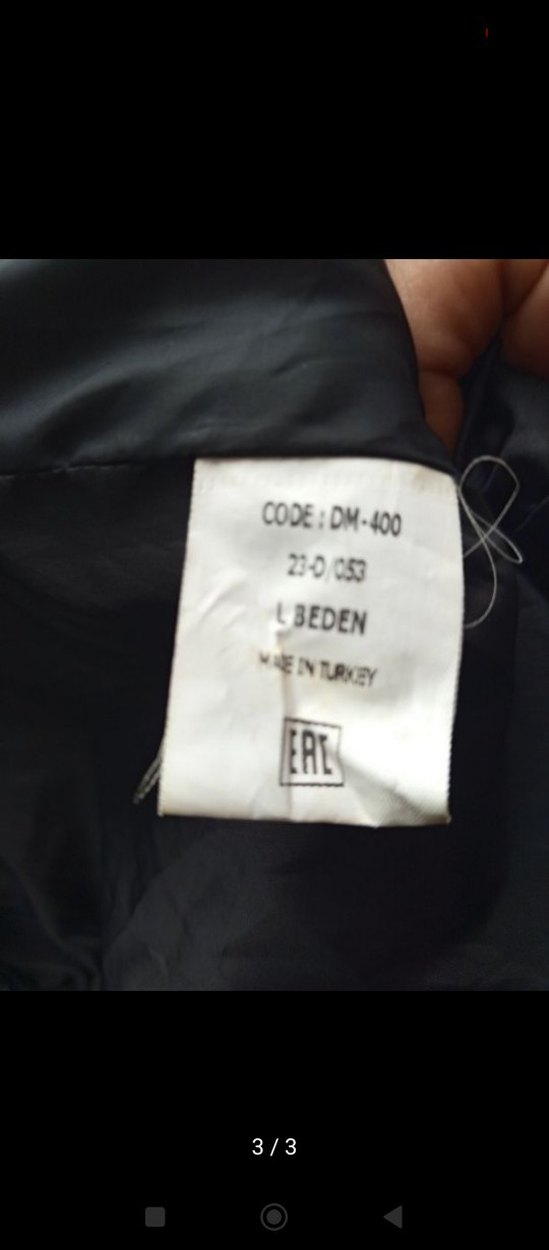 CODE : DM-400
23-D/053
L BEDEN
MADE IN TURKEY
EAC
3 / 3